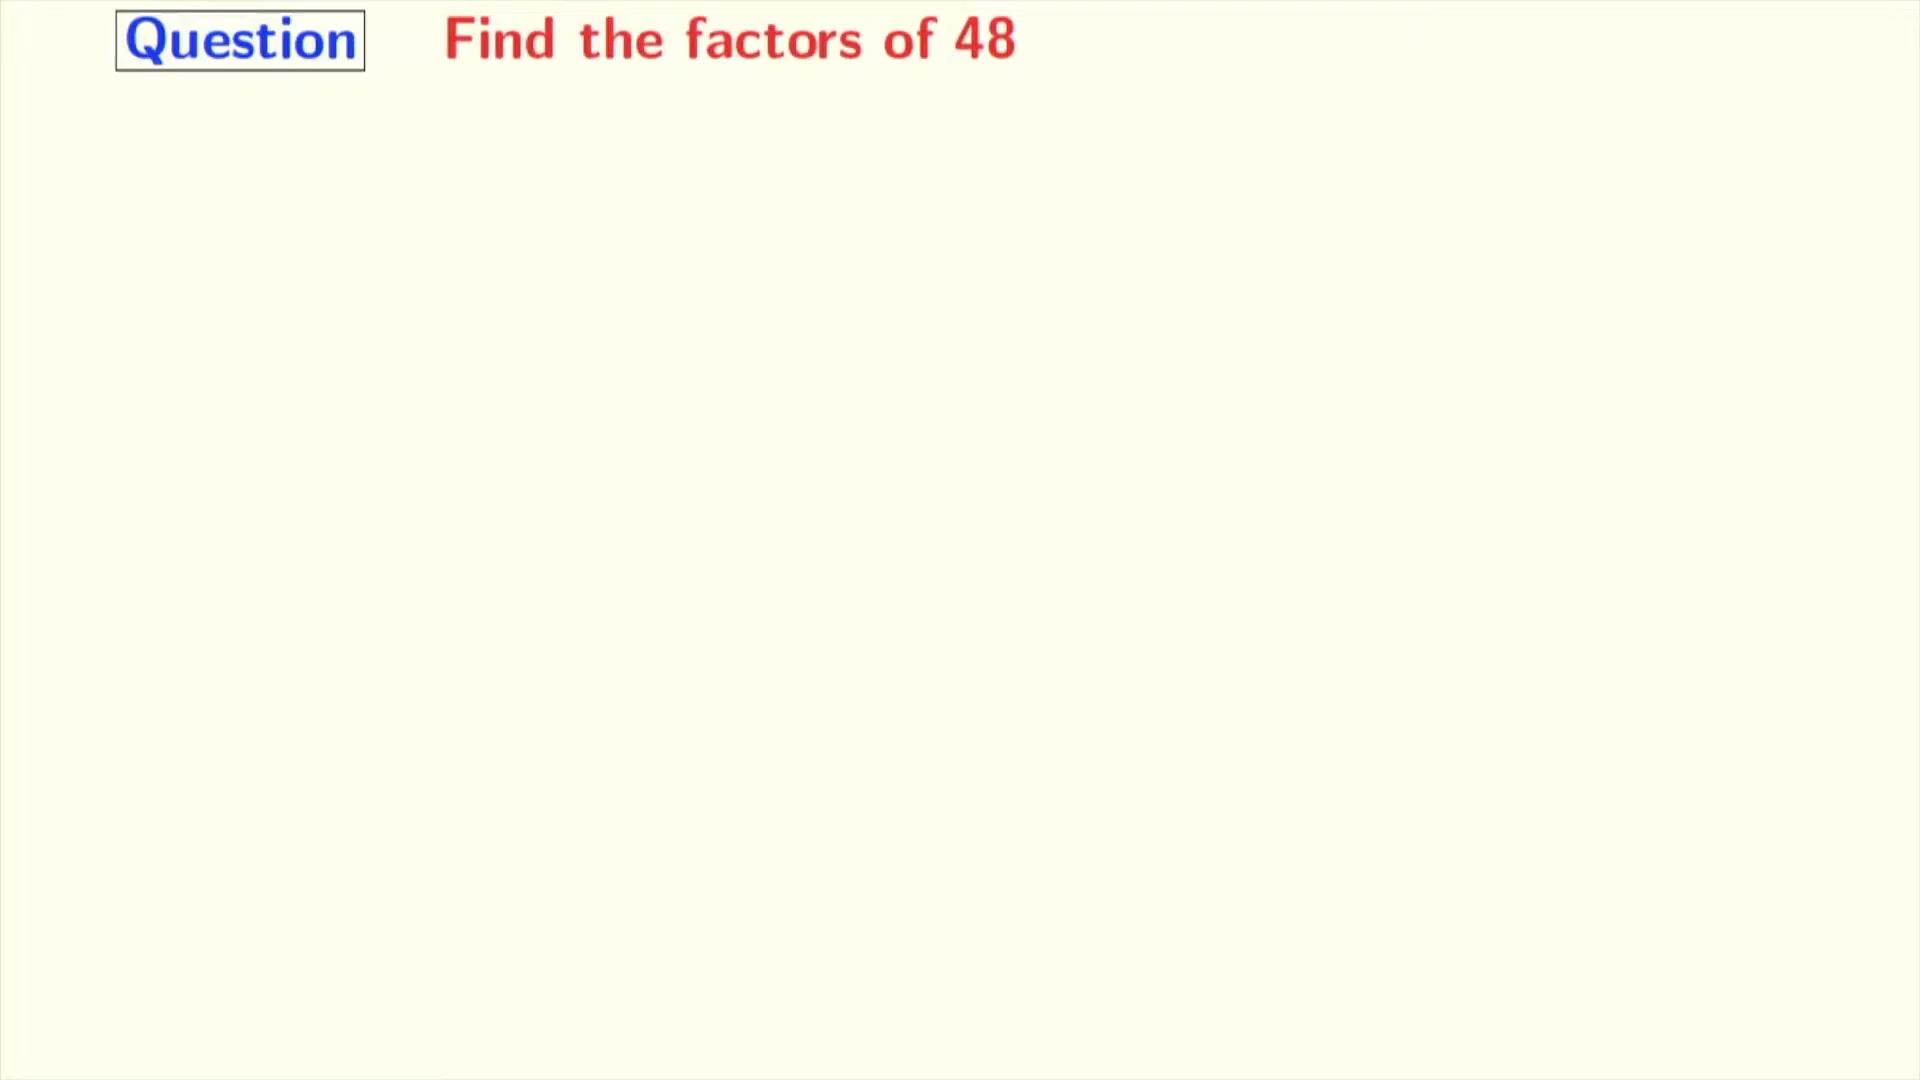 Question Find the factors of 48